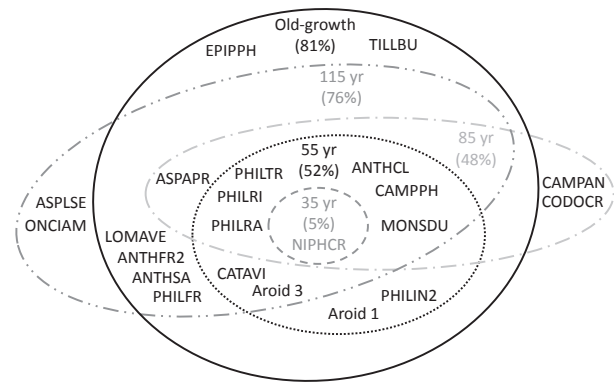 Old-growth
(81%)
EPIPPH
TILLBU
115 yr
(76%)
85 yr
(48%)
55 yr
(52%)
ASPAPR
PHILTR
ANTHCL
PHILRI
CAMPPH
35 yr
(5%)
NIPHCR
ASPLSE
ONCIAM
CAMPAN
CODOCR
PHILRA
MONSDU
LOMAVE
ANTHFR2
ANTHSA
PHILFR
CATAVI
Aroid 3
PHILIN2
Aroid 1